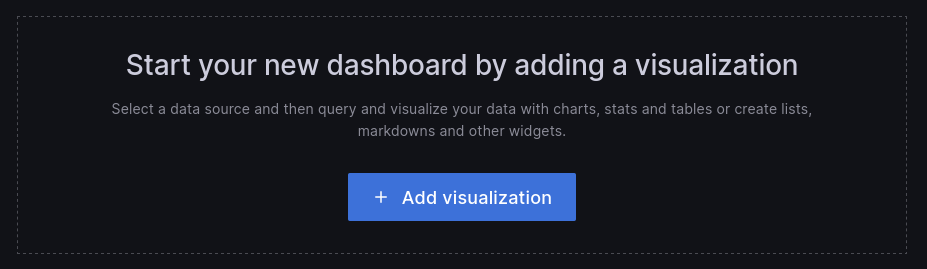 Start your new dashboard by adding a visualization
Select a data source and then query and visualize your data with charts, stats and tables or create lists,
markdowns and other widgets.
+ Add visualization